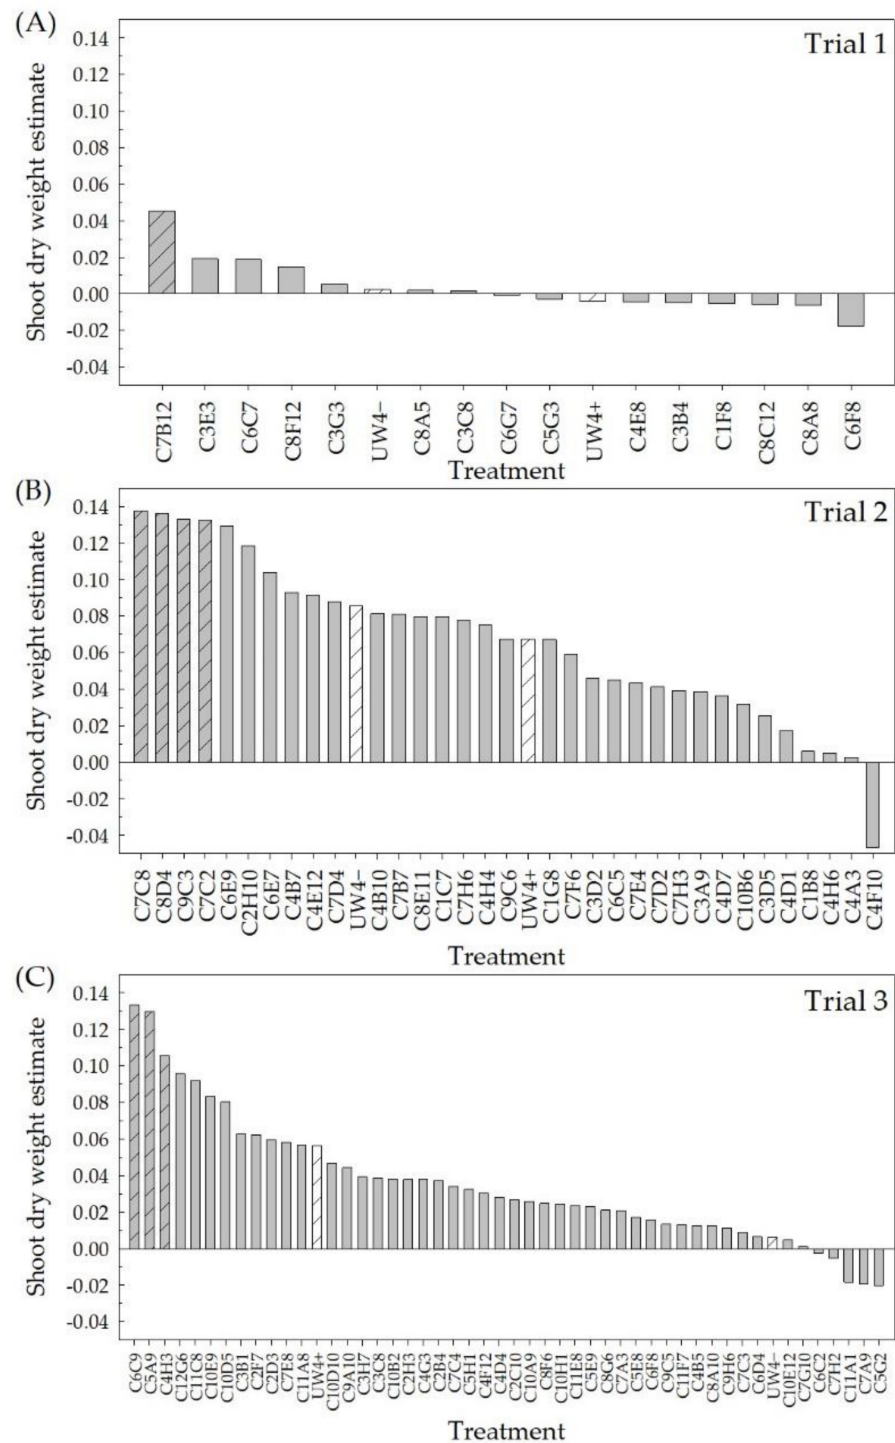 (A)
Trial 1
Shoot dry weight estimate
0.14
0.12
0.10
0.08
0.06
0.04
0.02
0.00
-0.02
-0.04
C7B12 C3E3 C6C7 C8F12 C3G3 UW4− C8A5 C3C8 C6G7 C5G3 UW4+ C4E8 C3B4 C1F8 C8C12 C8A8 C6F8
Treatment
(B)
Trial 2
Shoot dry weight estimate
0.14
0.12
0.10
0.08
0.06
0.04
0.02
0.00
-0.02
-0.04
C7C8 C8D4 C9C3 C7C2 C6E9 C2H10 C6E7 C4B7 C4E12 C7D4 UW4− C4B10 C7B7 C8E11 C1C7 C7H6 C4H4 C9C6 UW4+ C1G8 C7F6 C3D2 C6C5 C7E4 C7D2 C7H3 C3A9 C4D7 C10B6 C3D5 C4D1 C1B8 C4H6 C4A3 C4F10
Treatment
(C)
Trial 3
Shoot dry weight estimate
0.14
0.12
0.10
0.08
0.06
0.04
0.02
0.00
-0.02
-0.04
C6C9 C5A9 C4H3 C12G6 C11C8 C10E9 C10D5 C3B1 C2F7 C2D3 C7E8 C11A8 UW4+ C10D10 C9A10 C3H7 C3C8 C10B2 C2H3 C4G3 C2B4 C7C4 C5H1 C4F12 C4D4 C2C10 C10A9 C8F6 C10H1 C11E8 C5E9 C8G6 C7A3 C5E8 C6F8 C9C5 C11F7 C4B5 C8A10 C9H6 C7C3 C6D4 UW4− C10E12 C7G10 C6C2 C7H2 C11A1 C7A9 C5G2
Treatment